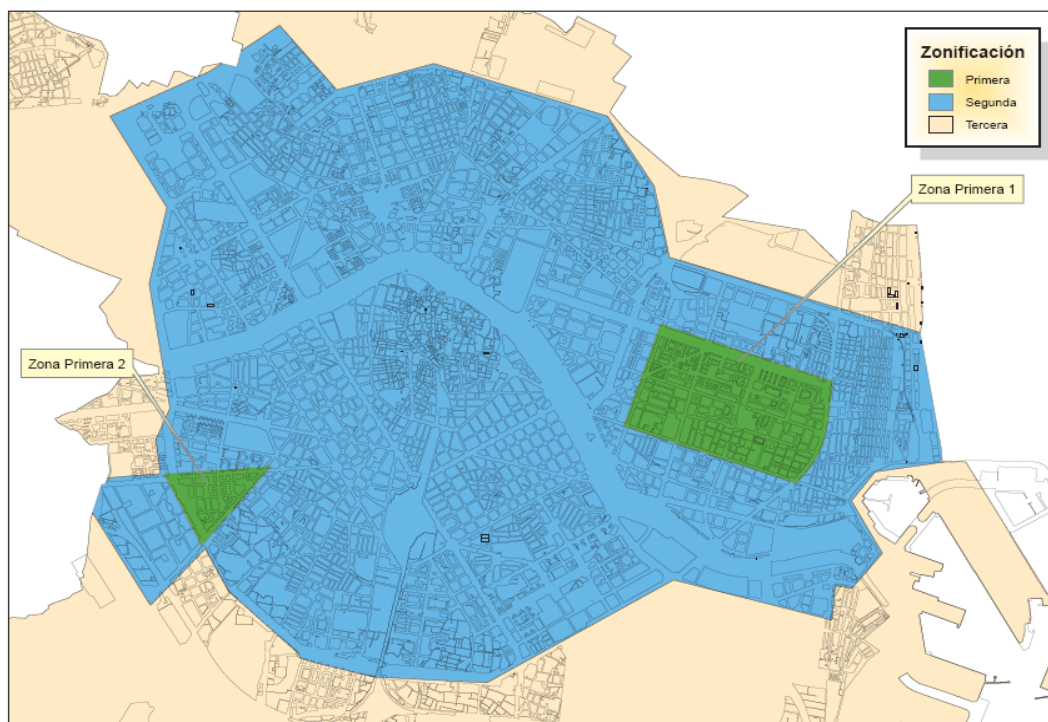 Zonificación
Primera
Segunda
Tercera
Zona Primera 1
Zona Primera 2